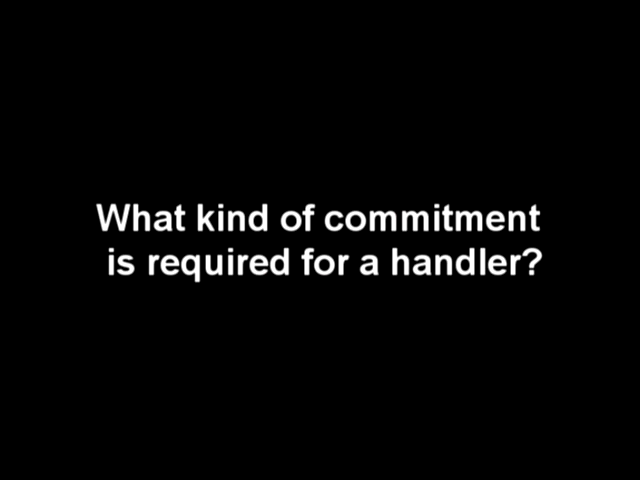 What kind of commitment
is required for a handler?